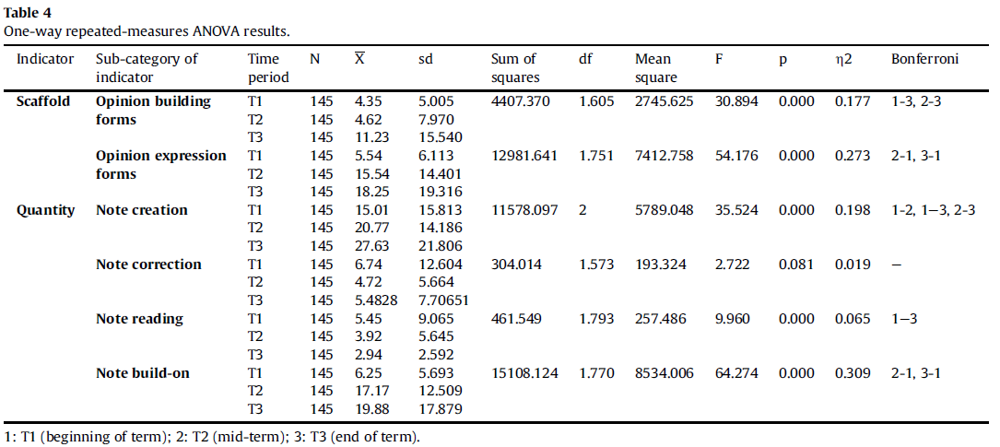 Table 4
One-way repeated-measures ANOVA results.
Indicator Sub-category of indicator Time period N X̅ sd Sum of squares df Mean square F p η2 Bonferroni
Scaffold Opinion building forms T1 145 4.35 5.005 4407.370 1.605 2745.625 30.894 0.000 0.177 1-3, 2-3
T2 145 4.62 7.970
T3 145 11.23 15.540
Opinion expression forms T1 145 5.54 6.113 12981.641 1.751 7412.758 54.176 0.000 0.273 2-1, 3-1
T2 145 15.54 14.401
T3 145 18.25 19.316
Quantity Note creation T1 145 15.01 15.813 11578.097 2 5789.048 35.524 0.000 0.198 1-2, 1−3, 2-3
T2 145 20.77 14.186
T3 145 27.63 21.806
Note correction T1 145 6.74 12.604 304.014 1.573 193.324 2.722 0.081 0.019 −
T2 145 4.72 5.664
T3 145 5.4828 7.70651
Note reading T1 145 5.45 9.065 461.549 1.793 257.486 9.960 0.000 0.065 1−3
T2 145 3.92 5.645
T3 145 2.94 2.592
Note build-on T1 145 6.25 5.693 15108.124 1.770 8534.006 64.274 0.000 0.309 2-1, 3-1
T2 145 17.17 12.509
T3 145 19.88 17.879
1: T1 (beginning of term); 2: T2 (mid-term); 3: T3 (end of term).